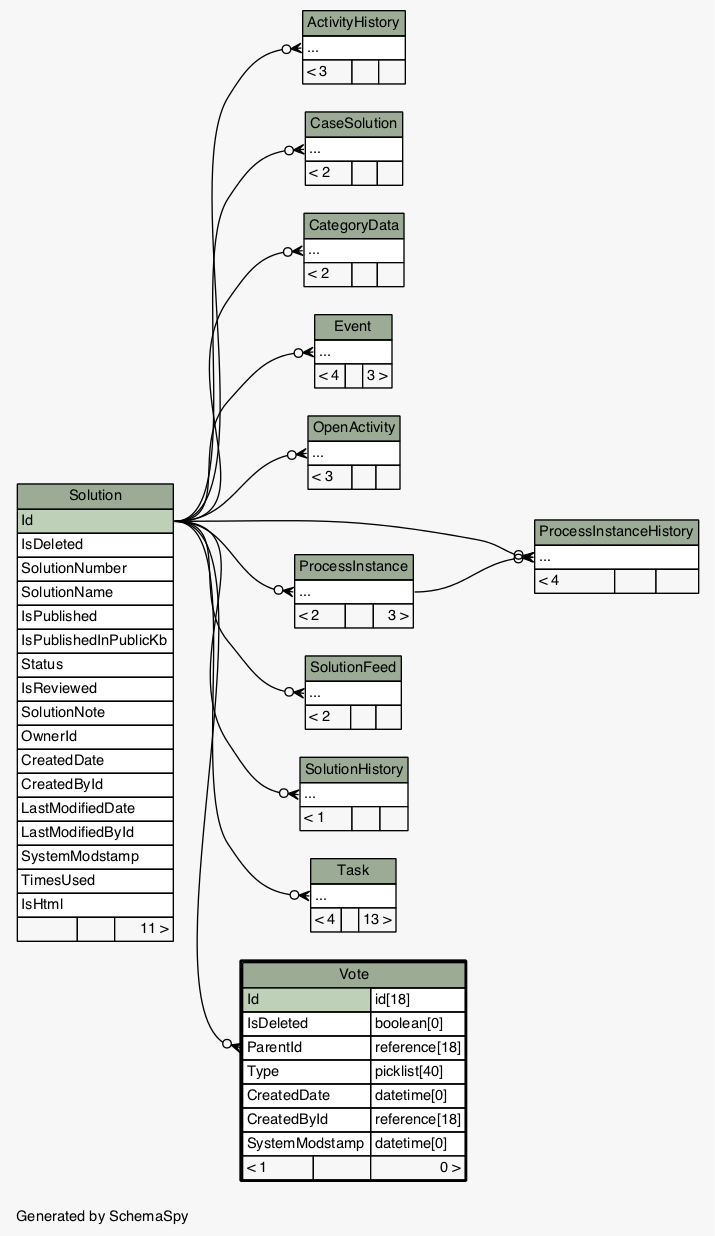 ActivityHistory
...
< 3
CaseSolution
...
< 2
CategoryData
...
< 2
Event
...
< 4 3 >
OpenActivity
...
< 3
Solution
Id
IsDeleted
SolutionNumber
SolutionName
IsPublished
IsPublishedInPublicKb
Status
IsReviewed
SolutionNote
OwnerId
CreatedDate
CreatedById
LastModifiedDate
LastModifiedById
SystemModstamp
TimesUsed
IsHtml
11 >
ProcessInstanceHistory
...
< 4
ProcessInstance
...
< 2 3 >
SolutionFeed
...
< 2
SolutionHistory
...
< 1
Task
...
< 4 13 >
Vote
Id id[18]
IsDeleted boolean[0]
ParentId reference[18]
Type picklist[40]
CreatedDate datetime[0]
CreatedById reference[18]
SystemModstamp datetime[0]
< 1 0 >
Generated by SchemaSpy